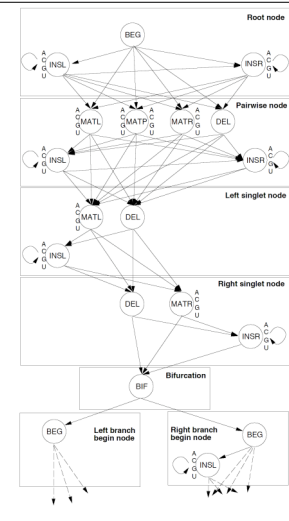 Root node
BEG
A C G U INSL
INSR A C G U
Pairwise node
A C G U MATL
A C G U MATP A C G U
MATR A C G U
DEL
A C G U INSL
INSR A C G U
Left singlet node
A C G U MATL
DEL
A C G U INSL
Right singlet node
DEL
MATR A C G U
INSR A C G U
Bifurcation
BIF
BEG
Left branch
begin node
Right branch
begin node
BEG
A C G U INSL